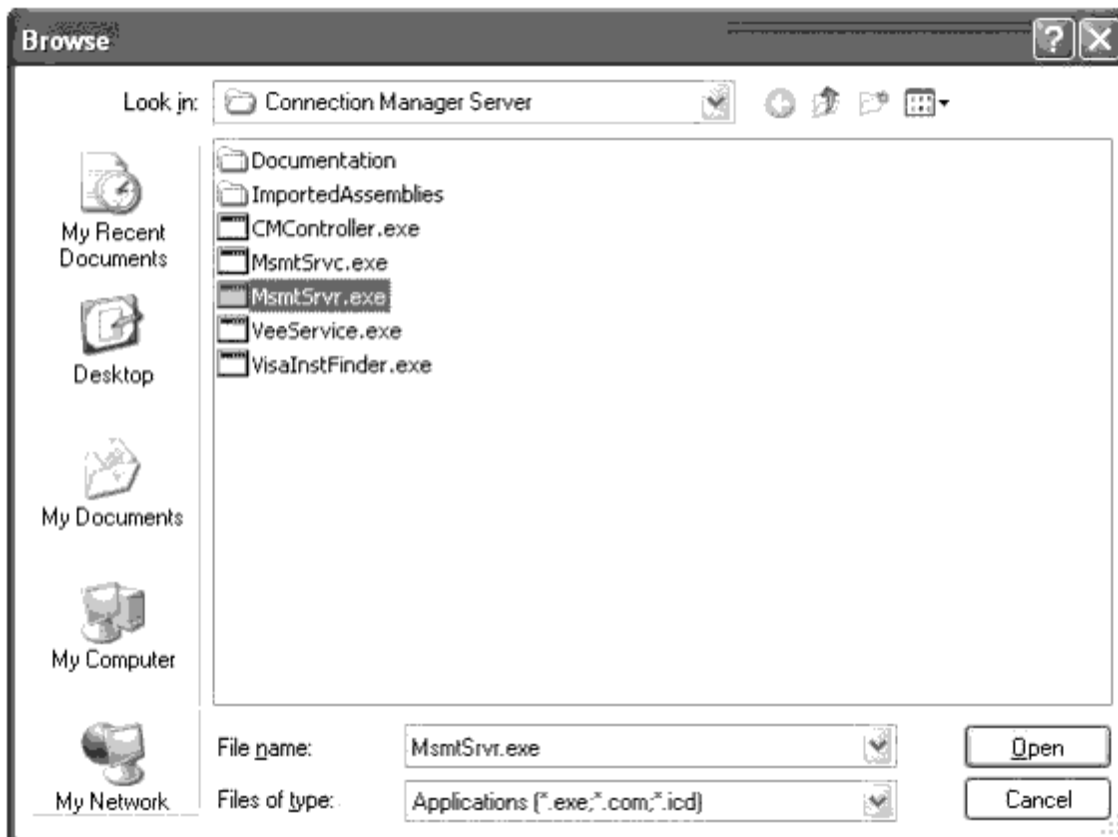 Browse
Look in: Connection Manager Server
Documentation
ImportedAssemblies
CMController.exe
MsmtSrvc.exe
MsmtSrvr.exe
VeeService.exe
VisaInstFinder.exe
My Recent
Documents
Desktop
My Documents
My Computer
My Network
File name: MsmtSrvr.exe Open
Files of type: Applications (*.exe;*.com;*.icd) Cancel